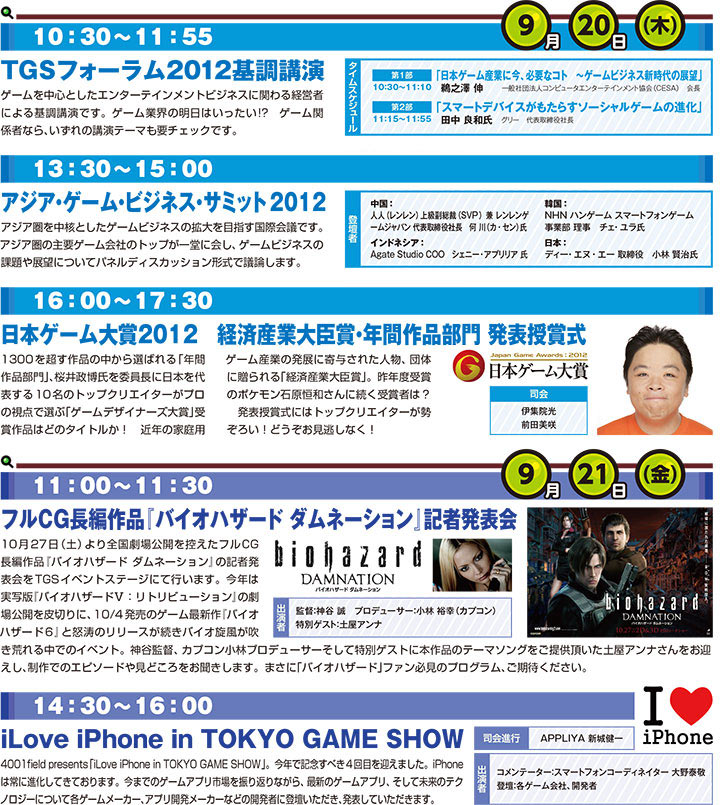 9月 20日 (木)
10:30~11:55
TGSフォーラム2012基調講演
ゲームを中心としたエンターテインメントビジネスに関わる経営者
による基調講演です。ゲーム業界の明日はいったい!?　ゲーム関
係者なら、いずれの講演テーマも要チェックです。
タイムスケジュール
第1部 「日本ゲーム産業に今、必要なコト　～ゲームビジネス新時代の展望」
10:30~11:10 鵜之澤 伸　一般社団法人コンピュータエンターテインメント協会(CESA)　会長
第2部 「スマートデバイスがもたらすソーシャルゲームの進化」
11:15~11:55 田中 良和氏　グリー　代表取締役社長
13:30~15:00
アジア・ゲーム・ビジネス・サミット2012
アジア圏を中核としたゲームビジネスの拡大を目指す国際会議です。
アジア圏の主要ゲーム会社のトップが一堂に会し、ゲームビジネスの
課題や展望についてパネルディスカッション形式で議論します。
登壇者
中国：
人人(レンレン)上級副総裁(SVP) 兼 レンレンゲ
ームジャパン 代表取締役社長　何 川(カ・セン)氏
インドネシア：
Agate Studio COO　シェニー・アプリリア 氏
韓国：
NHN ハンゲーム スマートフォンゲーム
事業部 理事　チェ・ユラ氏
日本：
ディー・エヌ・エー 取締役　小林 賢治氏
16:00~17:30
日本ゲーム大賞2012　経済産業大臣賞・年間作品部門 発表授賞式
1300を超す作品の中から選ばれる「年間
作品部門」、桜井政博氏を委員長に日本を代
表する10名のトップクリエイターがプロ
の視点で選ぶ「ゲームデザイナーズ大賞」受
賞作品はどのタイトルか！　近年の家庭用
ゲーム産業の発展に寄与された人物、団体
に贈られる「経済産業大臣賞」。昨年度受賞
のポケモン石原恒和さんに続く受賞者は？
　発表授賞式にはトップクリエイターが勢
ぞろい！どうぞお見逃しなく！
Japan Game Awards : 2012
日本ゲーム大賞
司会
伊集院光
前田美咲
9月 21日 (金)
11:00~11:30
フルCG長編作品『バイオハザード ダムネーション』記者発表会
10月27日(土)より全国劇場公開を控えたフルCG
長編作品『バイオハザード ダムネーション』の記者発
表会をTGSイベントステージにて行います。今年は
実写版『バイオハザードV：リトリビューション』の劇
場公開を皮切りに、10/4発売のゲーム最新作『バイオ
ハザード6』と怒涛のリリースが続きバイオ旋風が吹
き荒れる中でのイベント。神谷監督、カプコン小林プロデューサーそして特別ゲストに本作品のテーマソングをご提供頂いた土屋アンナさんをお迎
えし、制作でのエピソードや見どころをお聞きします。まさに「バイオハザード」ファン必見のプログラム、ご期待ください。
biohazard
DAMNATION
バイオハザード ダムネーション
出演者
監督:神谷 誠　プロデューサー:小林 裕幸(カプコン)
特別ゲスト:土屋アンナ
biohazard
DAMNATION
14:30~16:00
iLove iPhone in TOKYO GAME SHOW
4001field presents「iLove iPhone in TOKYO GAME SHOW」。今年で記念すべき4回目を迎えました。iPhone
は常に進化してきております。今までのゲームアプリ市場を振り返りながら、最新のゲームアプリ、そして未来のテク
ノロジーについて各ゲームメーカー、アプリ開発メーカーなどの開発者に登壇いただき、発表していただきます。
司会進行 APPLIYA 新城健一
出演者
コメンテーター:スマートフォンコーディネイター 大野泰敬
登壇:各ゲーム会社、開発者
I
iPhone